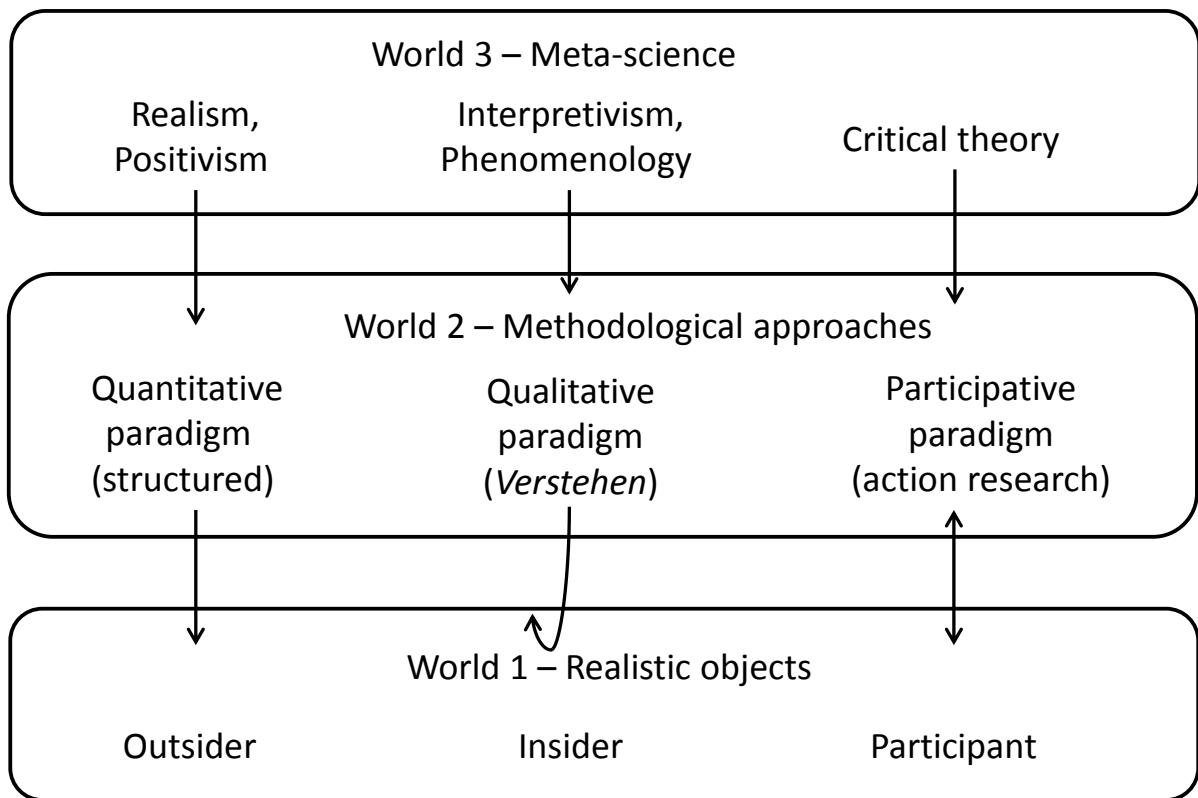 World 3 – Meta-science
Realism,
Positivism
Interpretivism,
Phenomenology
Critical theory
World 2 – Methodological approaches
Quantitative
paradigm
(structured)
Qualitative
paradigm
(Verstehen)
Participative
paradigm
(action research)
World 1 – Realistic objects
Outsider
Insider
Participant